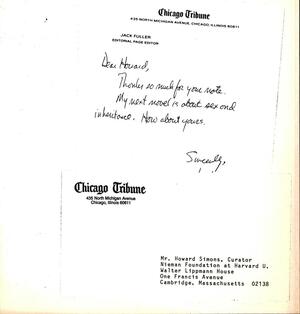 Chicago Tribune
435 NORTH MICHIGAN AVENUE, CHICAGO, ILLINOIS 60611
JACK FULLER
EDITORIAL PAGE EDITOR
Dear Howard,
Thanks so much for your note.
My next novel is about sex and
inheritance. How about yours.
Sincerely,
Chicago Tribune
435 North Michigan Avenue
Chicago, Illinois 60611
Mr. Howard Simons, Curator
Nieman Foundation at Harvard U.
Walter Lippmann House
One Francis Avenue
Cambridge, Massachusetts 02138